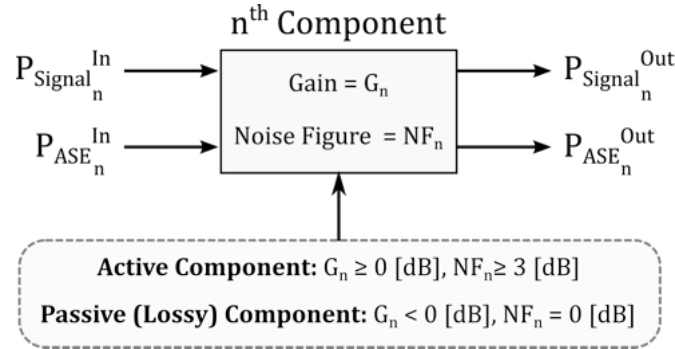 nth Component
P_Signal_n^In
Gain = G_n
P_Signal_n^Out
P_ASE_n^In
Noise Figure = NF_n
P_ASE_n^Out
Active Component: G_n ≥ 0 [dB], NF_n ≥ 3 [dB]
Passive (Lossy) Component: G_n < 0 [dB], NF_n = 0 [dB]